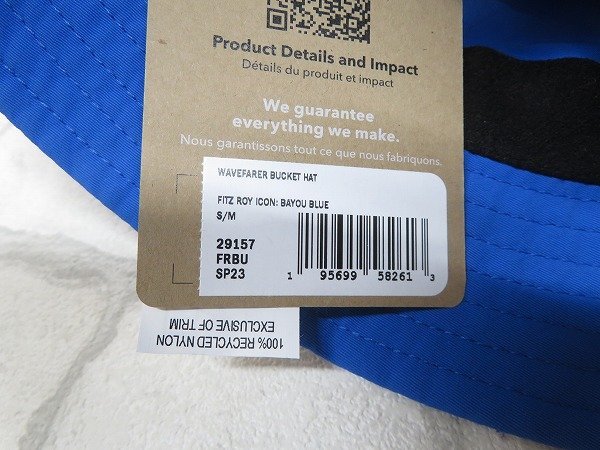 Product Details and Impact
Détails du produit et impact
We guarantee
everything we make.
Nous garantissons tout ce que nous fabriquons.
WAVEFARER BUCKET HAT
FITZ ROY ICON: BAYOU BLUE
S/M
29157
FRBU
SP23
1 95699 58261 3
100% RECYCLED NYLON
EXCLUSIVE OF TRIM